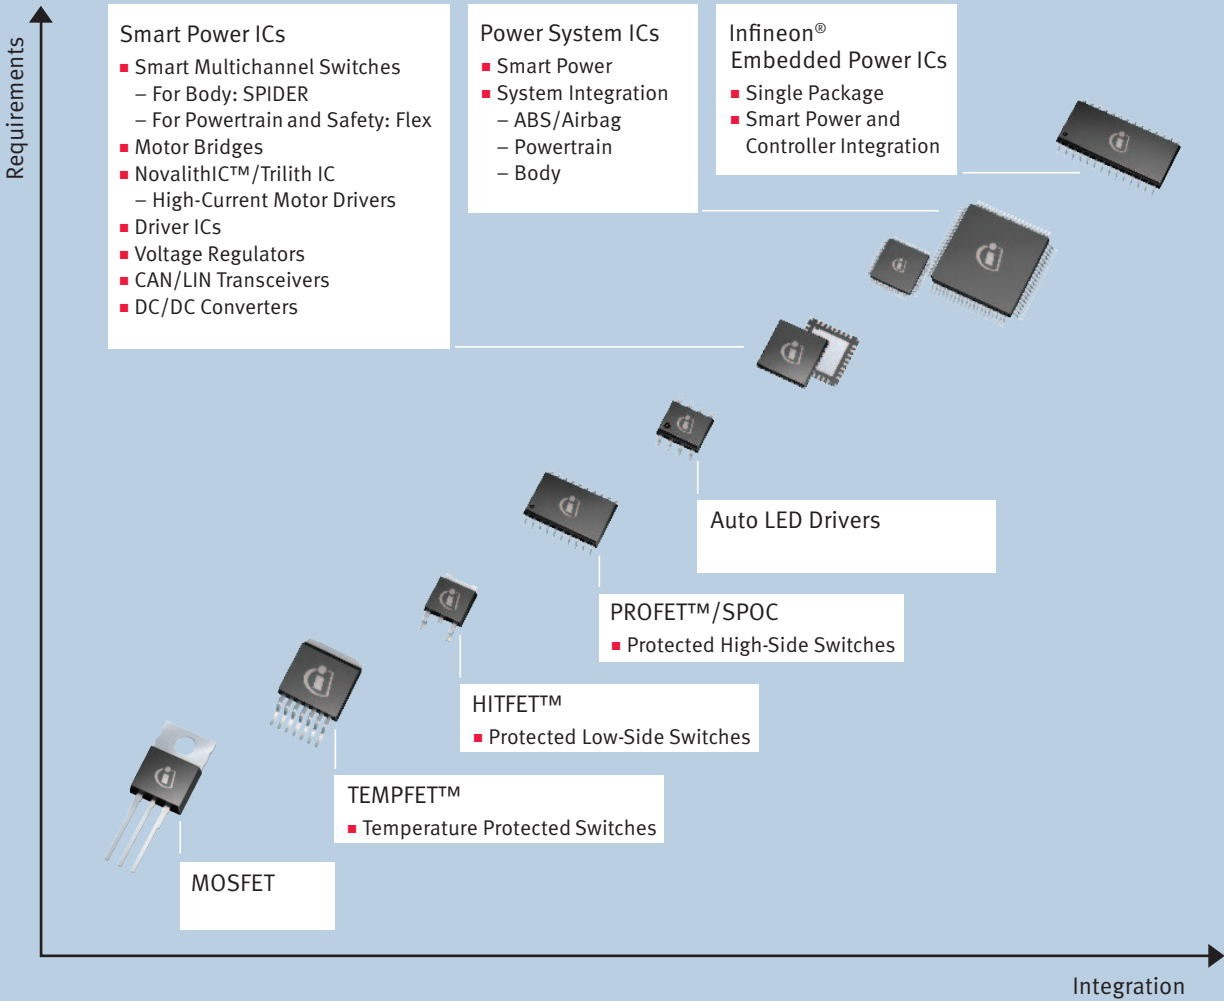 Requirements
Smart Power ICs
■ Smart Multichannel Switches
– For Body: SPIDER
– For Powertrain and Safety: Flex
■ Motor Bridges
■ NovalithIC™/Trilith IC
– High-Current Motor Drivers
■ Driver ICs
■ Voltage Regulators
■ CAN/LIN Transceivers
■ DC/DC Converters
Power System ICs
■ Smart Power
■ System Integration
– ABS/Airbag
– Powertrain
– Body
Infineon®
Embedded Power ICs
■ Single Package
■ Smart Power and
Controller Integration
Auto LED Drivers
PROFET™/SPOC
■ Protected High-Side Switches
HITFET™
■ Protected Low-Side Switches
TEMPFET™
■ Temperature Protected Switches
MOSFET
Integration